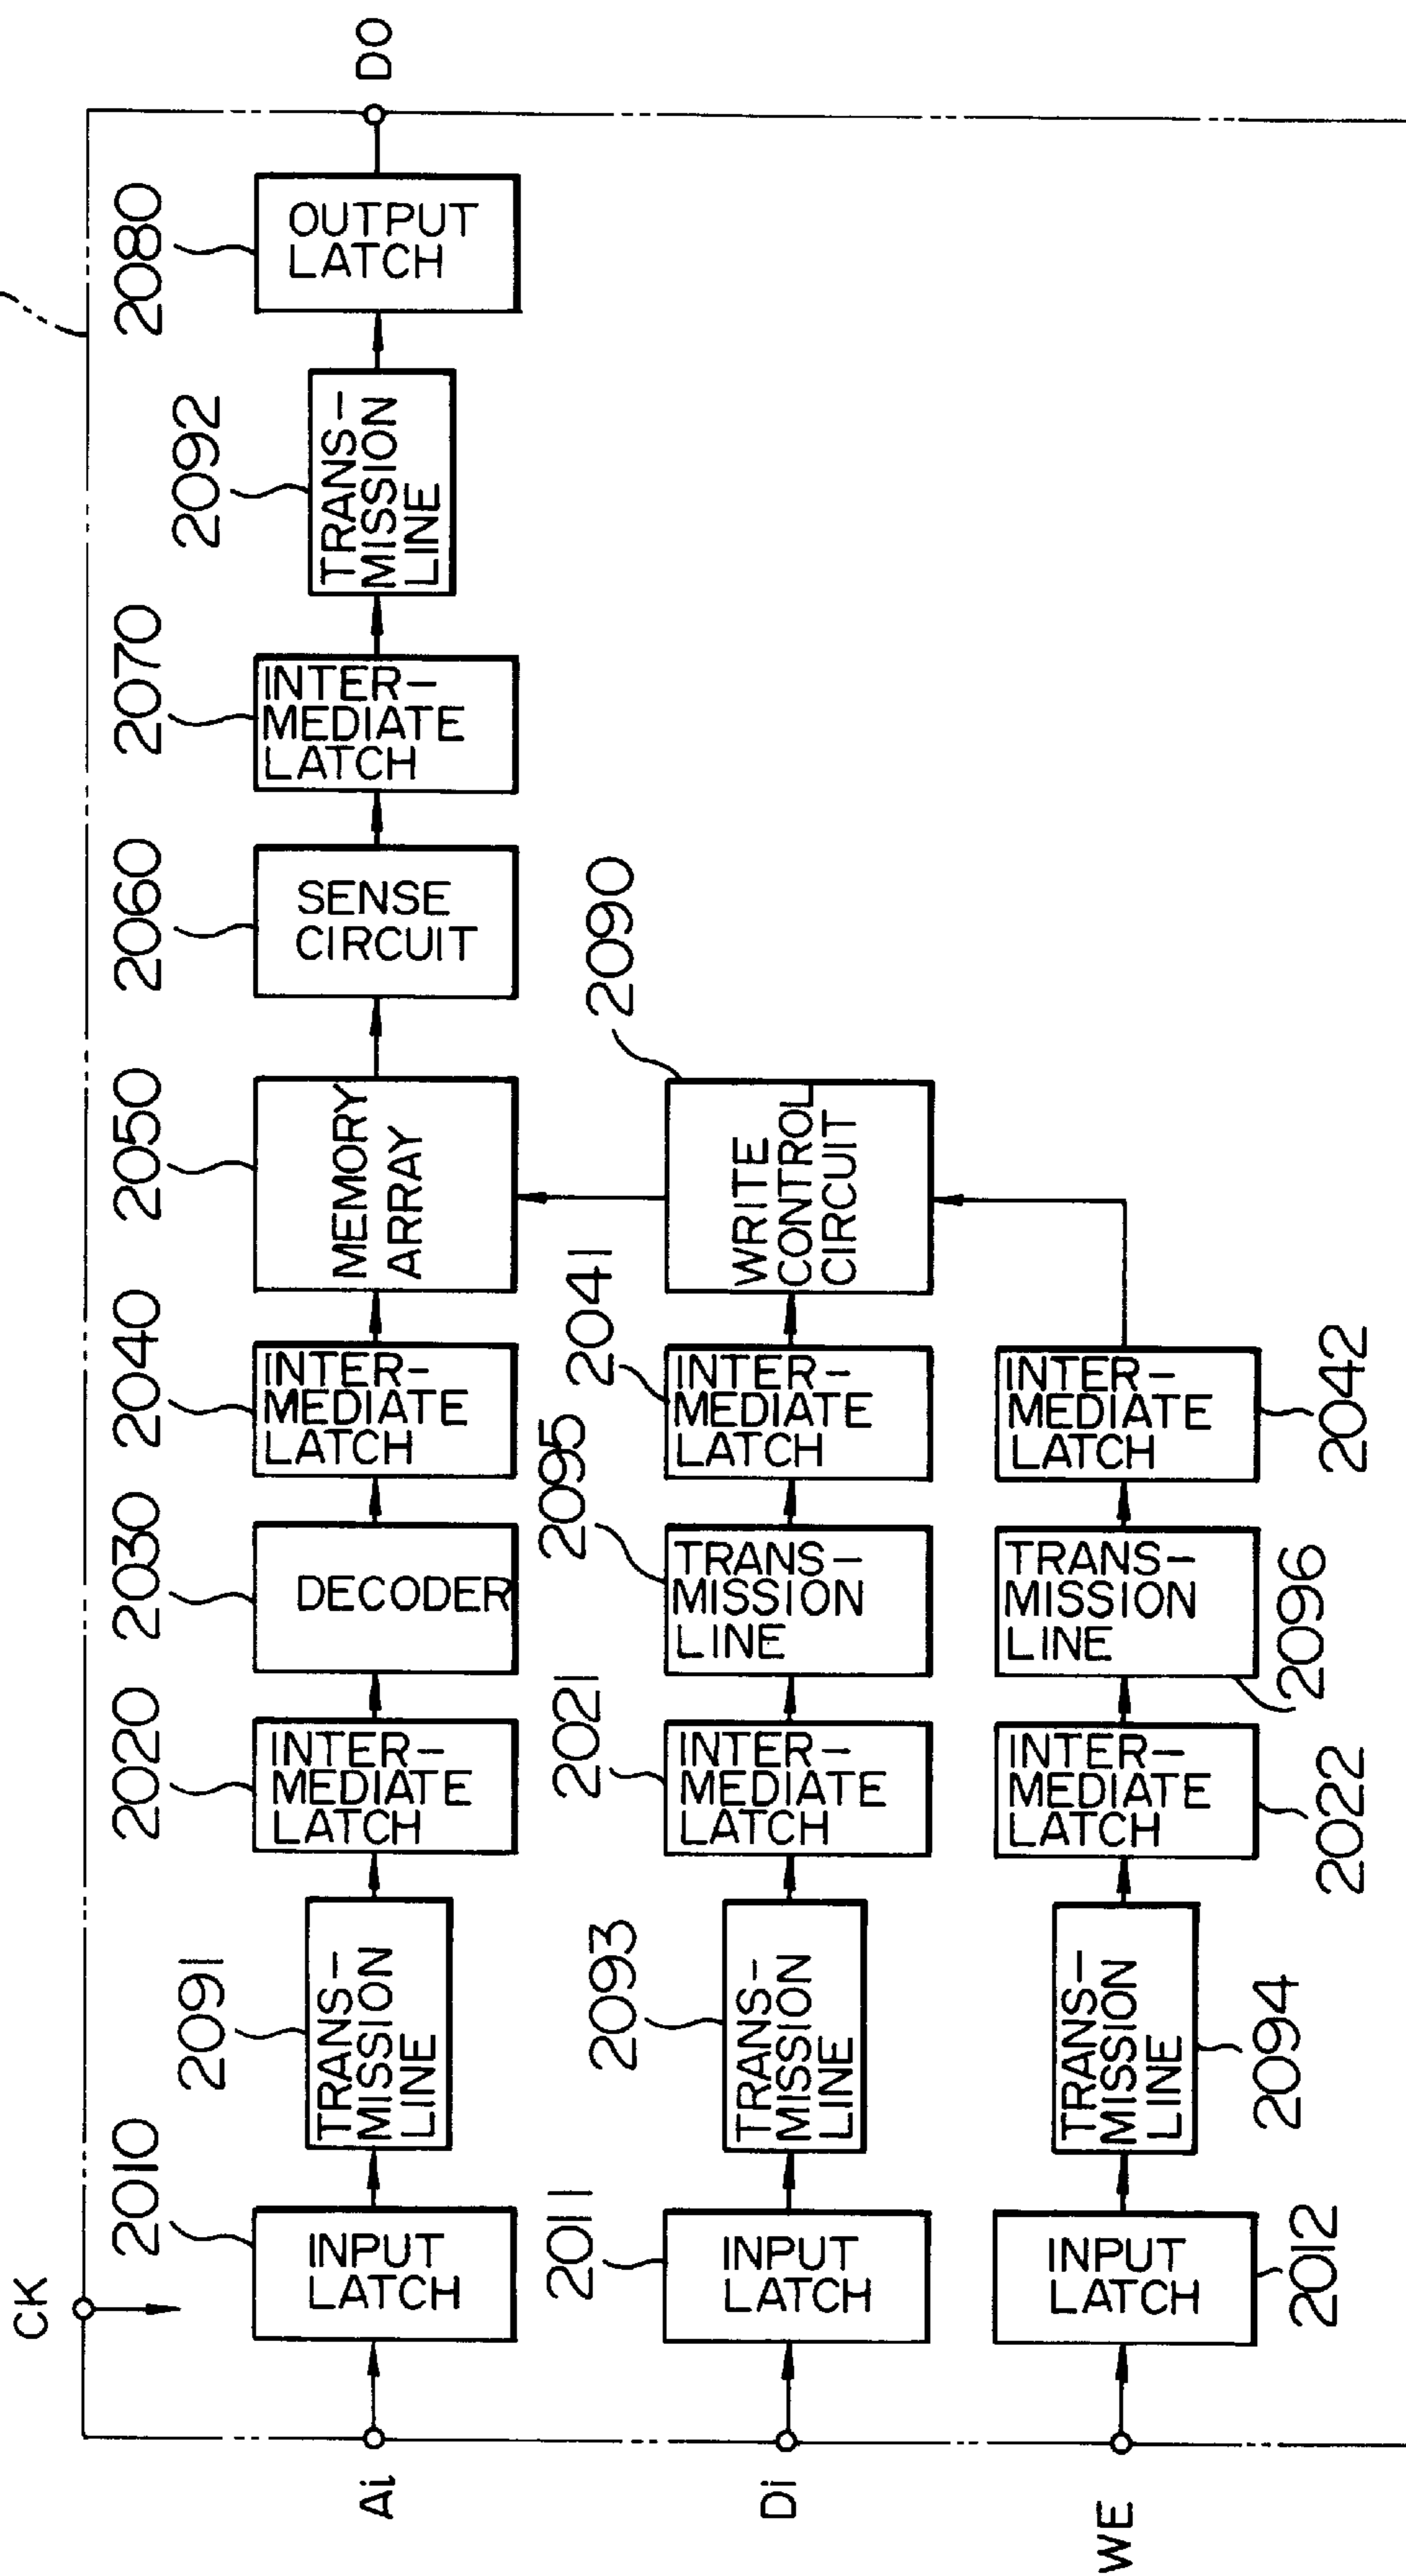 CK
Ai
2010
INPUT
LATCH
2091
TRANS-
MISSION
LINE
2020
INTER-
MEDIATE
LATCH
2030
DECODER
2040
INTER-
MEDIATE
LATCH
2050
MEMORY
ARRAY
2060
SENSE
CIRCUIT
2070
INTER-
MEDIATE
LATCH
2092
TRANS-
MISSION
LINE
2080
OUTPUT
LATCH
DO
Di
2011
INPUT
LATCH
2093
TRANS-
MISSION
LINE
2021
INTER-
MEDIATE
LATCH
2095
TRANS-
MISSION
LINE
2041
INTER-
MEDIATE
LATCH
2090
WRITE
CONTROL
CIRCUIT
WE
INPUT
LATCH
2012
TRANS-
MISSION
LINE
2094
INTER-
MEDIATE
LATCH
2022
TRANS-
MISSION
LINE
2096
INTER-
MEDIATE
LATCH
2042